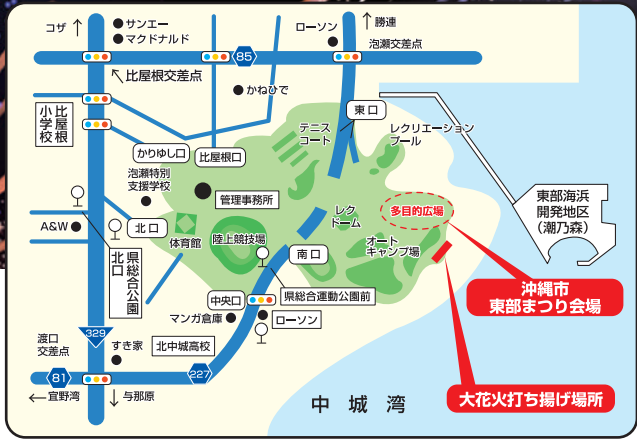 コザ
サンエー
マクドナルド
ローソン
勝連
泡瀬交差点
85
比屋根交差点
かねひで
東口
比屋根
小学校
テニス
コート
レクリエーション
プール
かりゆし口
比屋根口
泡瀬特別
支援学校
管理事務所
東部海浜
開発地区
(潮乃森)
A&W
北口
レク
ドーム
多目的広場
体育館
陸上競技場
オート
キャンプ場
県総合公園
北口
南口
沖縄市
東部まつり会場
中央口
県総合運動公園前
マンガ倉庫
ローソン
329
渡口
交差点
すき家
北中城高校
81
227
宜野湾
与那原
中城湾
大花火打ち揚げ場所